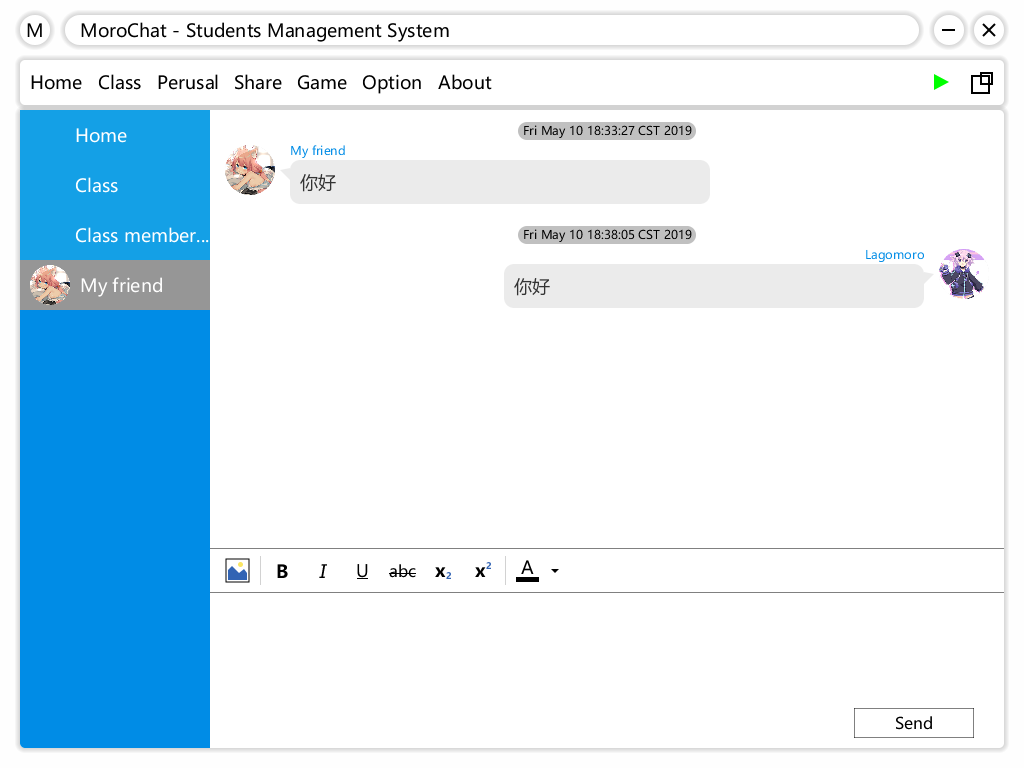 M
MoroChat - Students Management System
Home Class Perusal Share Game Option About
Home
Class
Class member...
My friend
Fri May 10 18:33:27 CST 2019
My friend
你好
Fri May 10 18:38:05 CST 2019
Lagomoro
你好
B I U abc x₂ x² A
Send